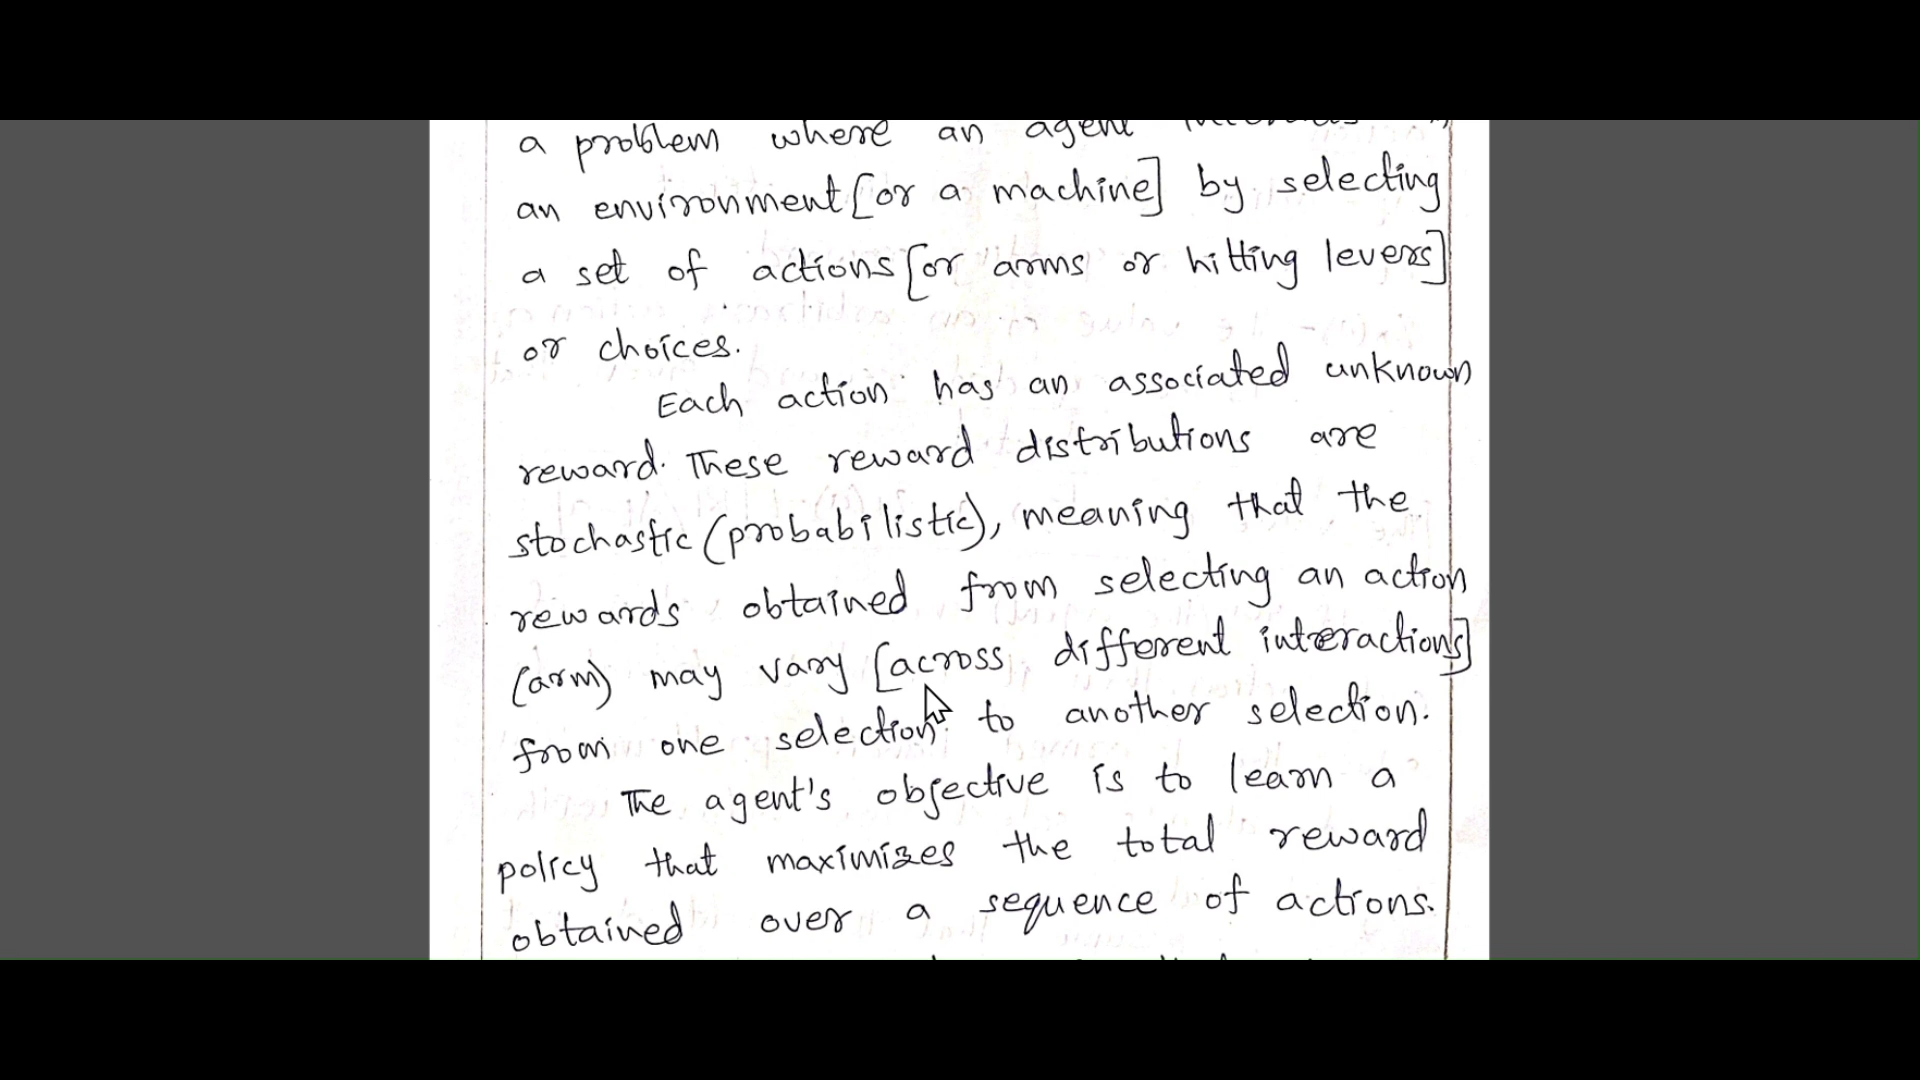 a problem where an agent
an environment [or a machine] by selecting
a set of actions [or arms or hitting levers]
or choices.
Each action has an associated unknown
reward. These reward distributions are
stochastic (probabilistic), meaning that the
rewards obtained from selecting an action
(arm) may vary [across different interactions]
from one selection to another selection.
The agent's objective is to learn a
policy that maximizes the total reward
obtained over a sequence of actions.